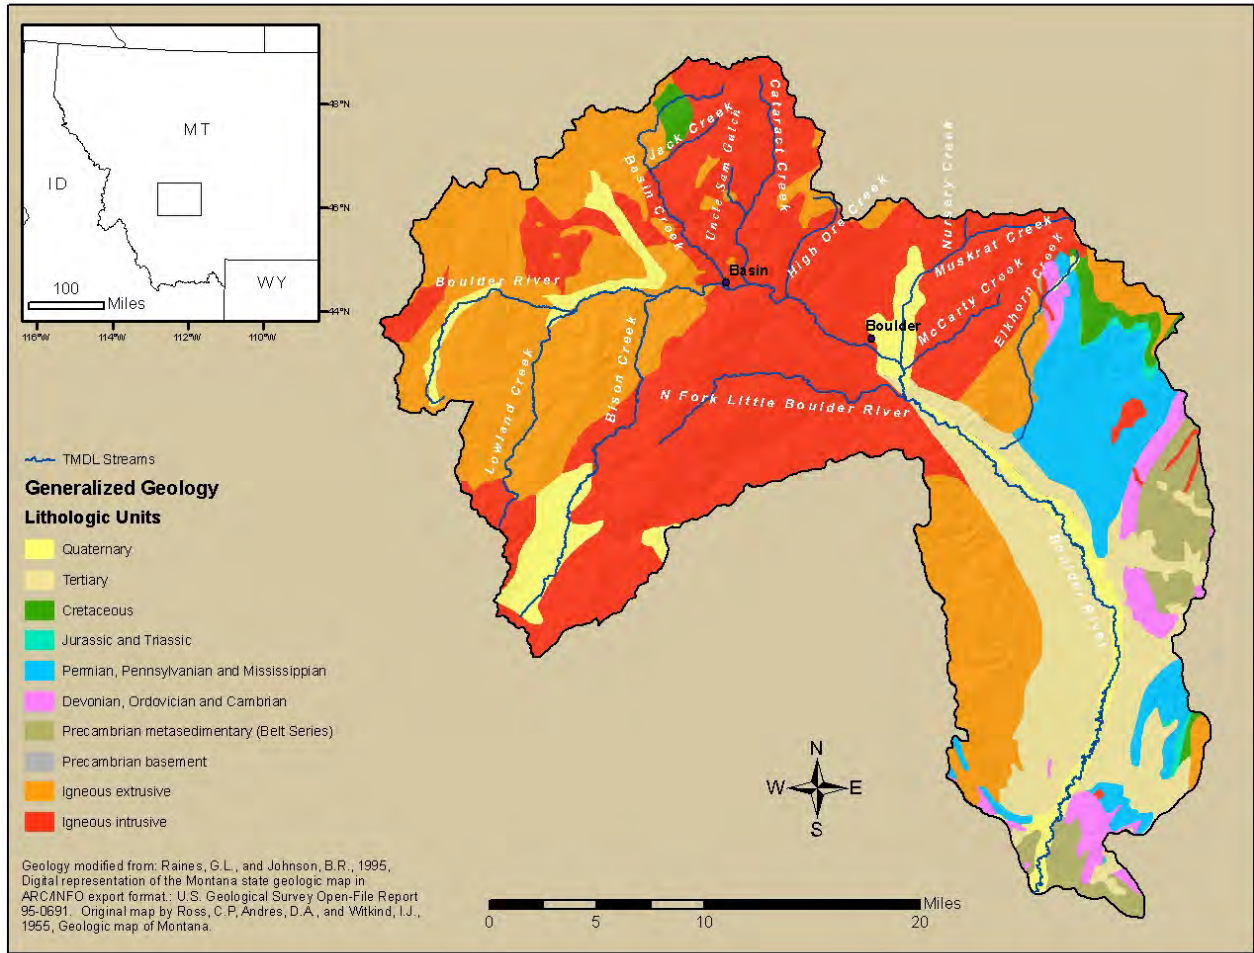 MT
ID
WY
48°N
46°N
44°N
116°W
114°W
112°W
110°W
100
Miles
Jack Creek
Basin Creek
Uncle Sam Gulch
Cataract Creek
High Ore Creek
Nursery Creek
Muskrat Creek
McCarty Creek
Elkhorn Creek
Basin
Boulder
Boulder River
Lowland Creek
Bison Creek
N Fork Little Boulder River
Boulder River
TMDL Streams
Generalized Geology
Lithologic Units
Quaternary
Tertiary
Cretaceous
Jurassic and Triassic
Permian, Pennsylvanian and Mississippian
Devonian, Ordovician and Cambrian
Precambrian metasedimentary (Belt Series)
Precambrian basement
Igneous extrusive
Igneous intrusive
N
W
E
S
Geology modified from: Raines, G.L., and Johnson, B.R., 1995,
Digital representation of the Montana state geologic map in
ARC/INFO export format.: U.S. Geological Survey Open-File Report
95-0691. Original map by Ross, C.P, Andres, D.A., and Witkind, I.J.,
1955, Geologic map of Montana.
Miles
0 5 10 20